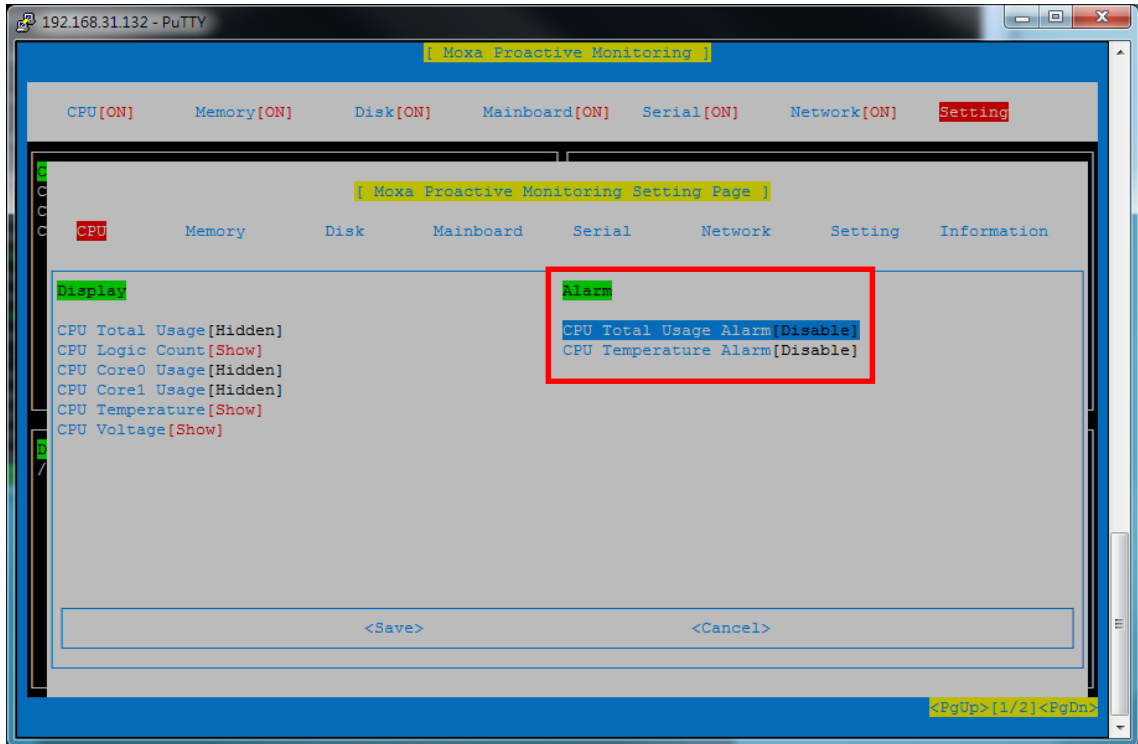 192.168.31.132 - PuTTY
[ Moxa Proactive Monitoring ]
CPU[ON] Memory[ON] Disk[ON] Mainboard[ON] Serial[ON] Network[ON] Setting
[ Moxa Proactive Monitoring Setting Page ]
CPU Memory Disk Mainboard Serial Network Setting Information
Display Alarm
CPU Total Usage[Hidden] CPU Total Usage Alarm[Disable]
CPU Logic Count[Show] CPU Temperature Alarm[Disable]
CPU Core0 Usage[Hidden]
CPU Core1 Usage[Hidden]
CPU Temperature[Show]
CPU Voltage[Show]
<Save> <Cancel>
<PgUp>[1/2]<PgDn>